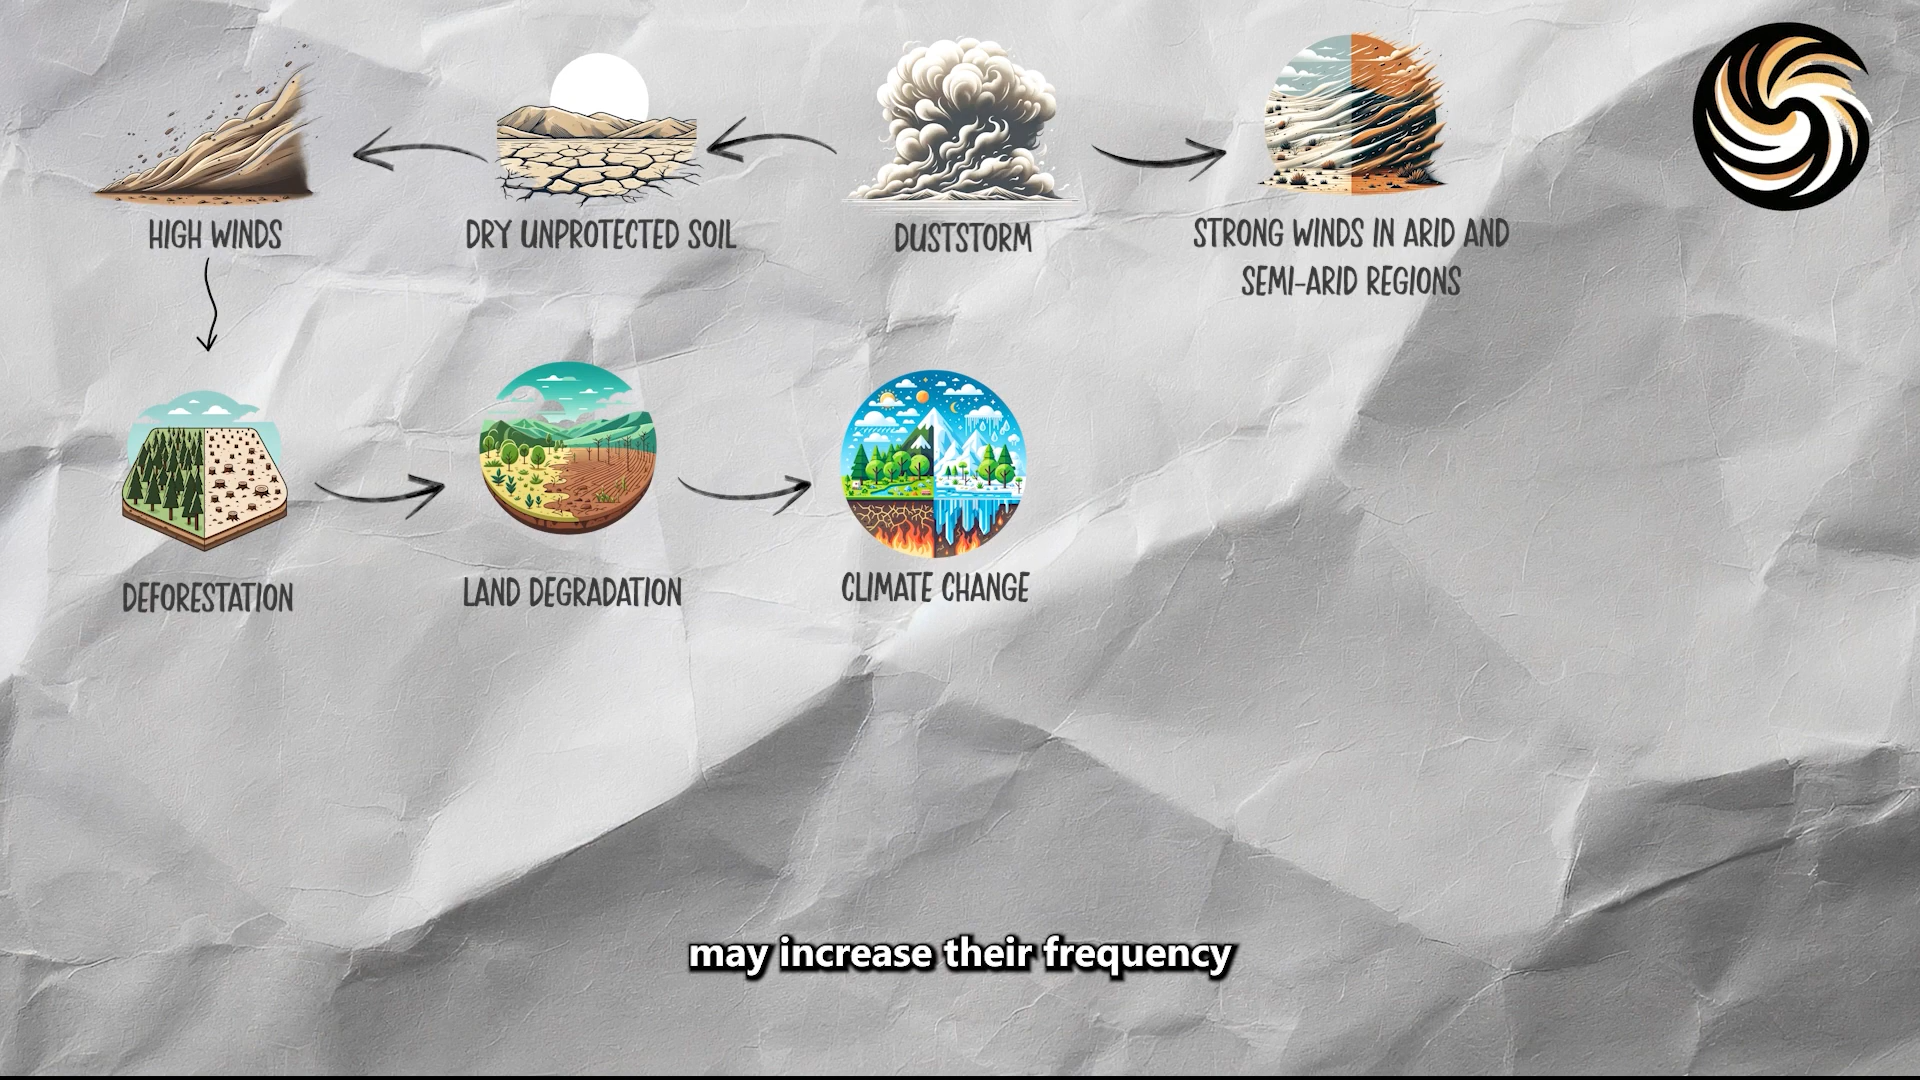 HIGH WINDS
DRY UNPROTECTED SOIL
DUSTSTORM
STRONG WINDS IN ARID AND
SEMI-ARID REGIONS
DEFORESTATION
LAND DEGRADATION
CLIMATE CHANGE
may increase their frequency